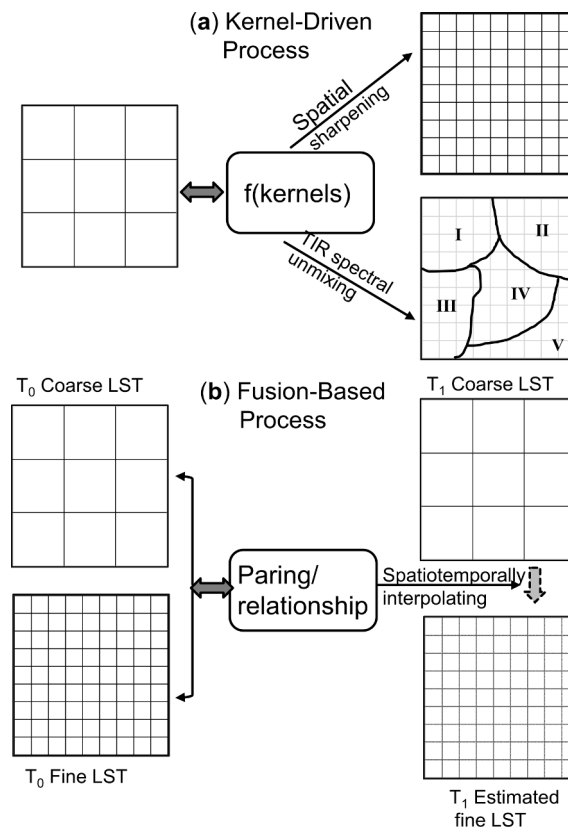 (a) Kernel-Driven
Process
Spatial
sharpening
f(kernels)
TIR spectral
unmixing
I
II
III
IV
V
T₀ Coarse LST
(b) Fusion-Based
Process
T₁ Coarse LST
Paring/
relationship
Spatiotemporally
interpolating
T₀ Fine LST
T₁ Estimated
fine LST